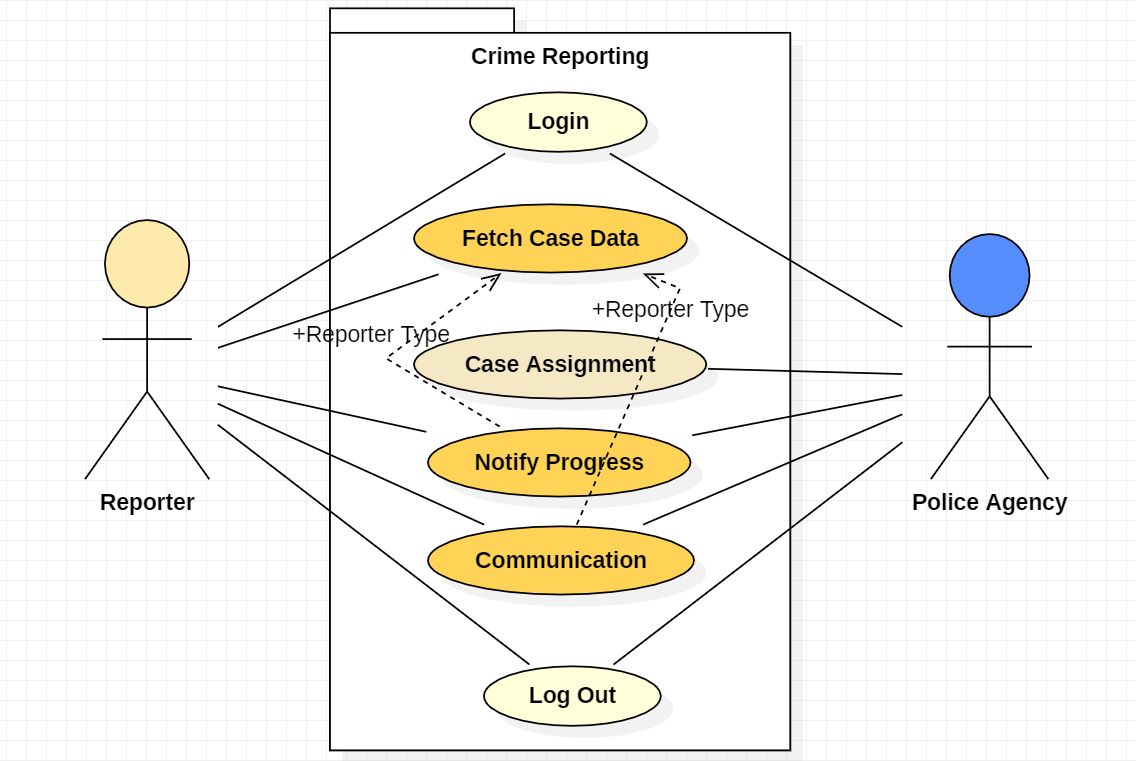 Crime Reporting
Login
Fetch Case Data
+Reporter Type
+Reporter Type
Case Assignment
Notify Progress
Reporter
Police Agency
Communication
Log Out